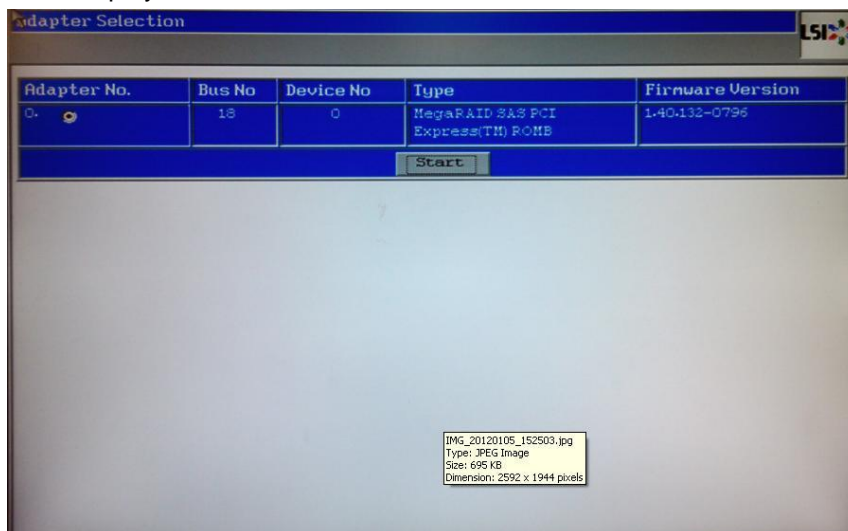 Adapter Selection
LSI
Adapter No.
Bus No
Device No
Type
Firmware Version
0.
18
0
MegaRAID SAS PCI
Express(TM) ROMB
1.40.132-0796
Start
IMG_20120105_152503.jpg
Type: JPEG Image
Size: 695 KB
Dimension: 2592 x 1944 pixels